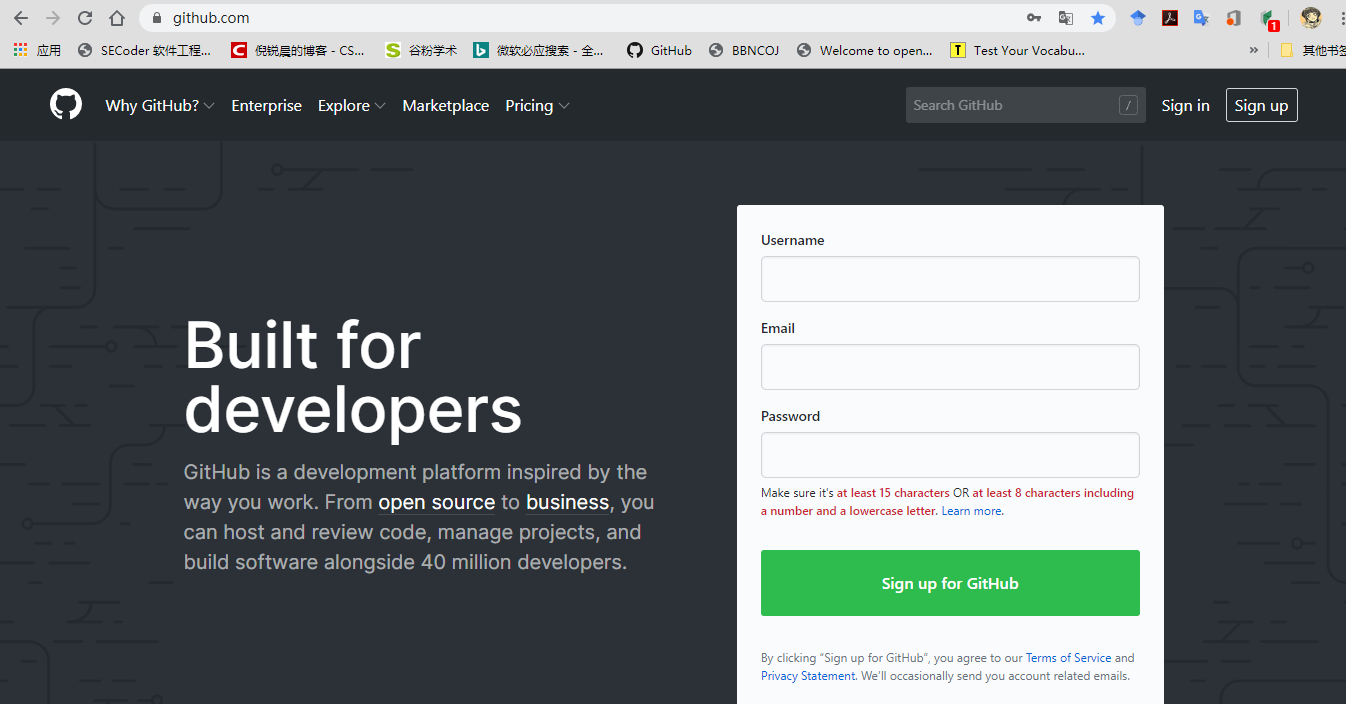 github.com
1
应用
SECoder 软件工程...
C
倪锐晨的博客 - CS...
S
谷粉学术
b
微软必应搜索 - 全...
GitHub
BBNCOJ
Welcome to open...
T
Test Your Vocabu...
»
其他书签
Why GitHub?
Enterprise
Explore
Marketplace
Pricing
Search GitHub
/
Sign in
Sign up
Built for
developers
GitHub is a development platform inspired by the
way you work. From open source to business, you
can host and review code, manage projects, and
build software alongside 40 million developers.
Username
Email
Password
Make sure it's at least 15 characters OR at least 8 characters including
a number and a lowercase letter. Learn more.
Sign up for GitHub
By clicking “Sign up for GitHub”, you agree to our Terms of Service and
Privacy Statement. We’ll occasionally send you account related emails.